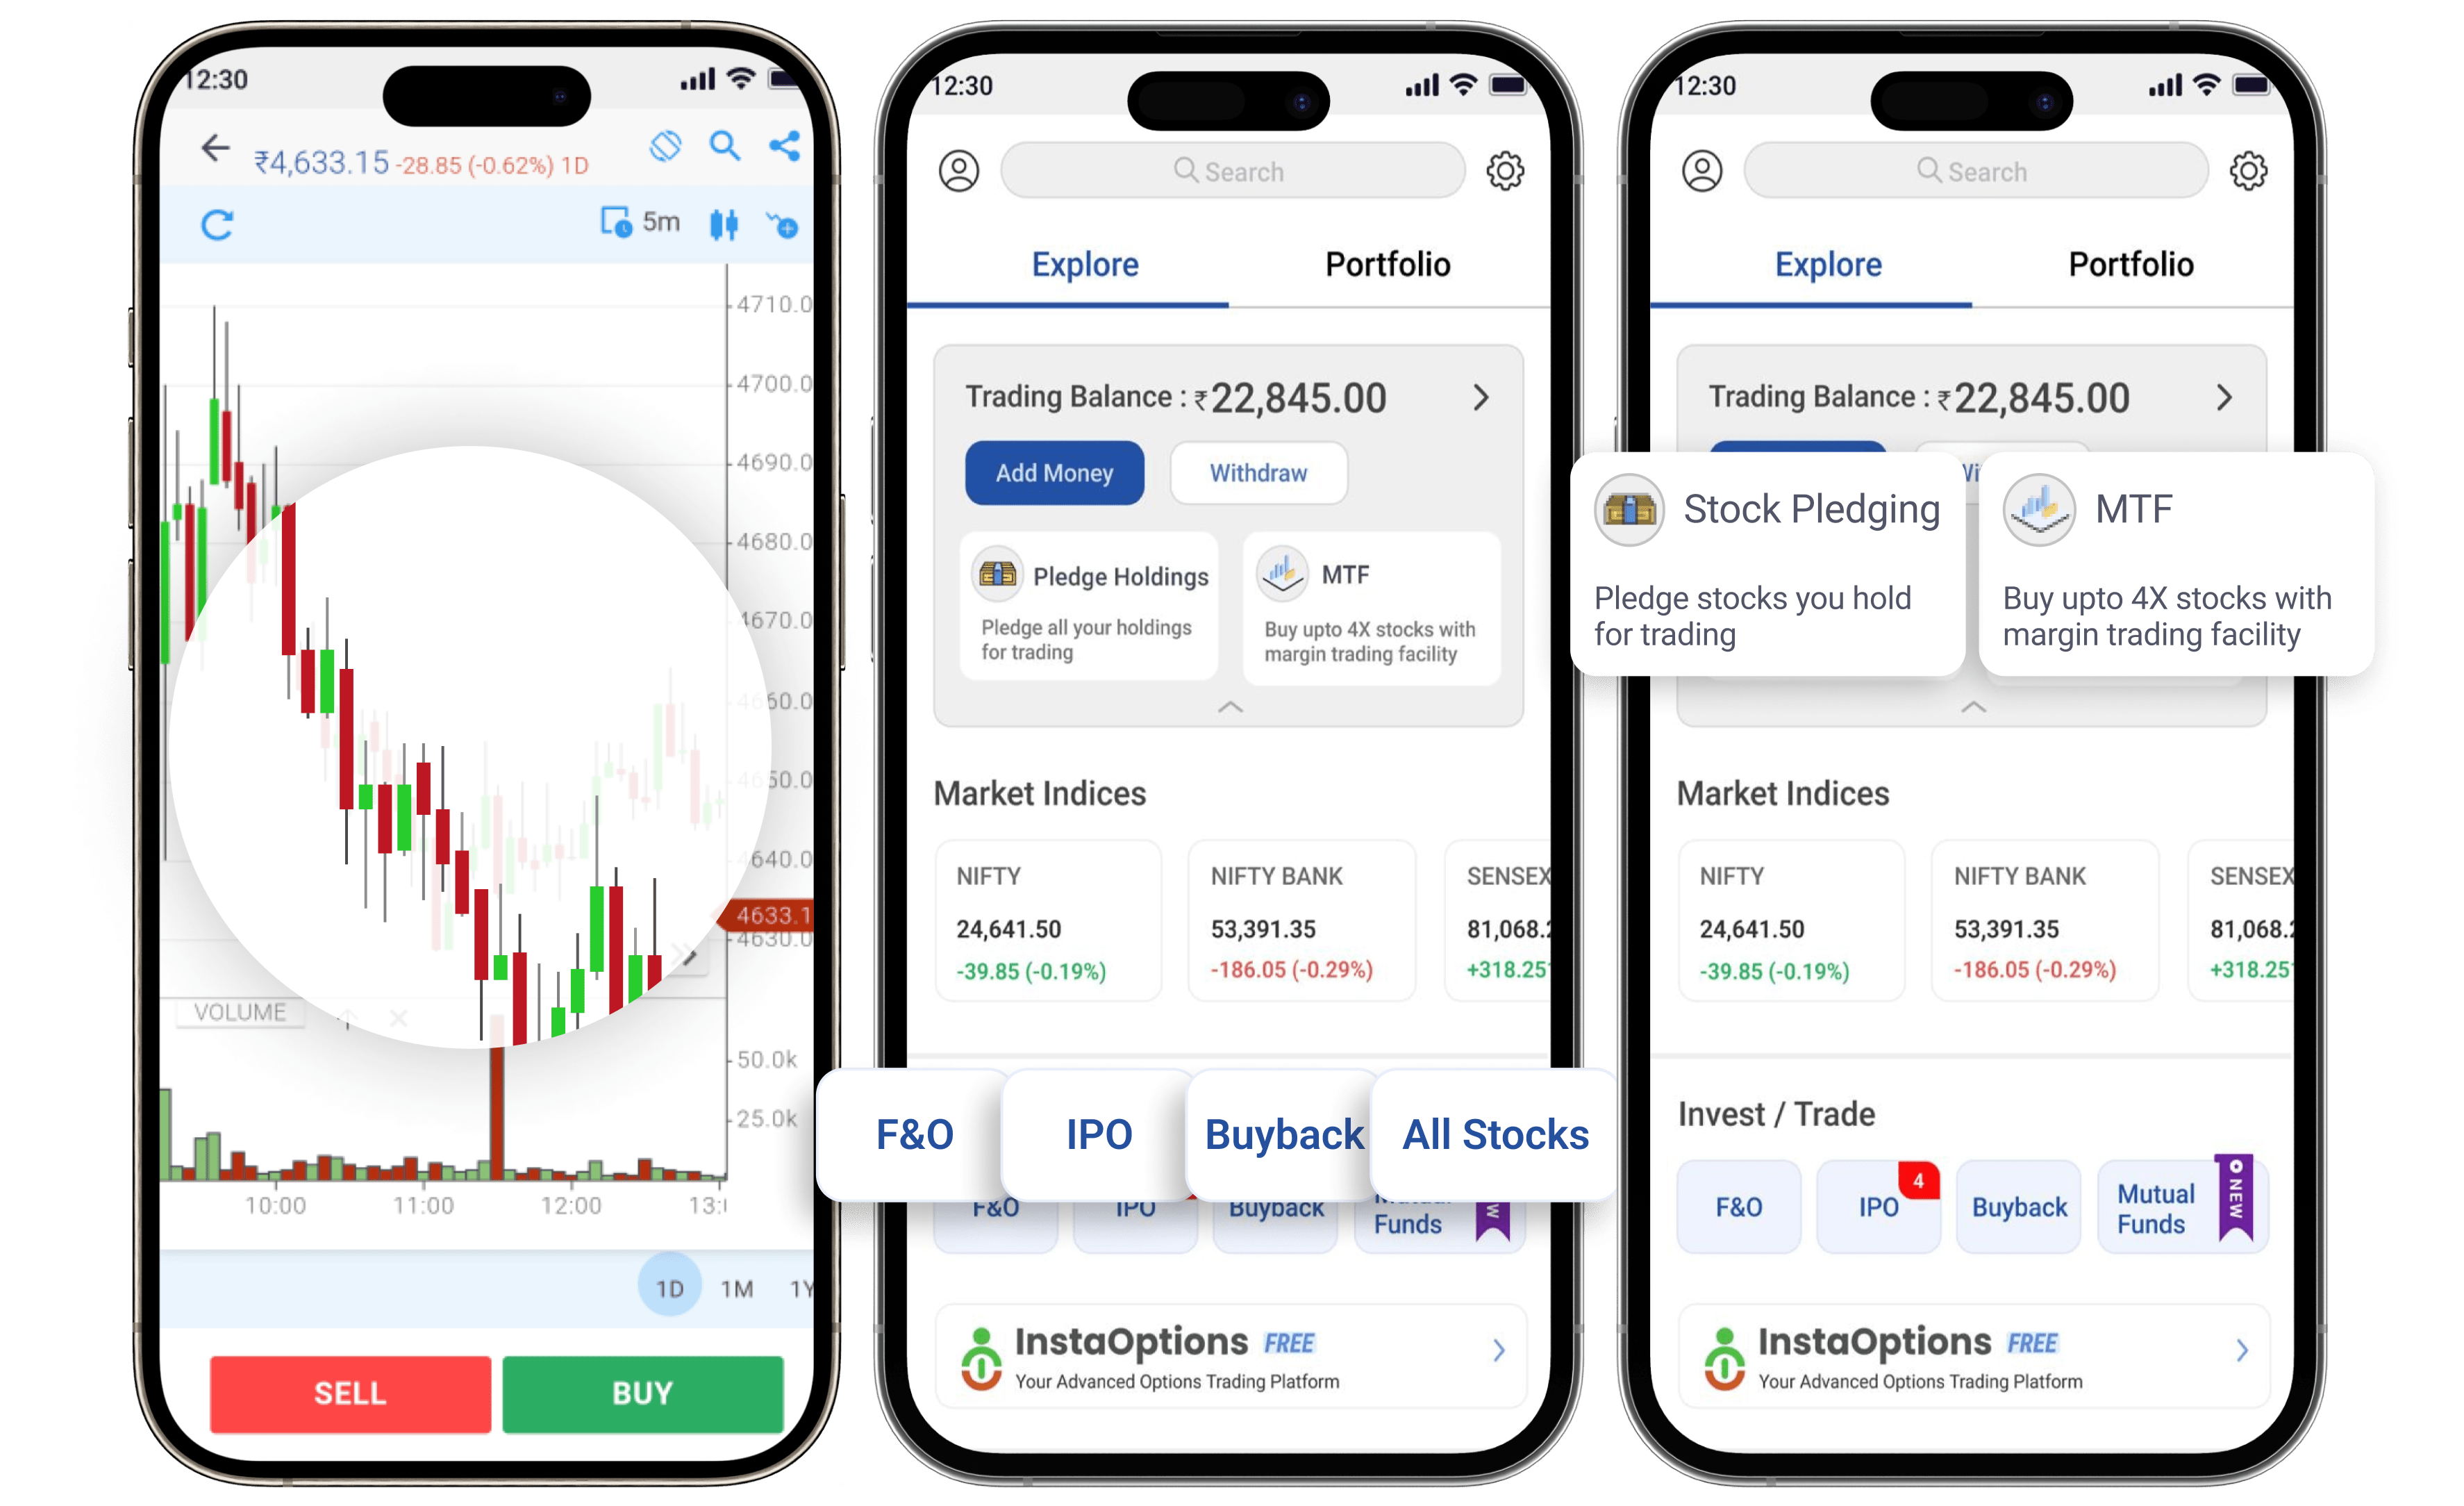 12:30
₹4,633.15 -28.85 (-0.62%) 1D
5m
4710.0
4700.0
4690.0
4680.0
4670.0
4660.0
4650.0
4640.0
4633.1
4630.0
VOLUME
50.0k
25.0k
10:00 11:00 12:00 13:
1D 1M 1Y
SELL BUY
12:30
Search
Explore Portfolio
Trading Balance : ₹22,845.00
Add Money Withdraw
Pledge Holdings
Pledge all your holdings
for trading
MTF
Buy upto 4X stocks with
margin trading facility
Market Indices
NIFTY
24,641.50
-39.85 (-0.19%)
NIFTY BANK
53,391.35
-186.05 (-0.29%)
SENSEX
81,068.2
+318.25
F&O IPO Buyback All Stocks
F&O IPO Buyback Mutual
Funds
W
InstaOptions FREE
Your Advanced Options Trading Platform
12:30
Search
Explore Portfolio
Trading Balance : ₹22,845.00
Wi
Stock Pledging
Pledge stocks you hold
for trading
MTF
Buy upto 4X stocks with
margin trading facility
Market Indices
NIFTY
24,641.50
-39.85 (-0.19%)
NIFTY BANK
53,391.35
-186.05 (-0.29%)
SENSEX
81,068.2
+318.25
Invest / Trade
F&O
IPO
4
Buyback
Mutual
Funds
NEW
InstaOptions FREE
Your Advanced Options Trading Platform